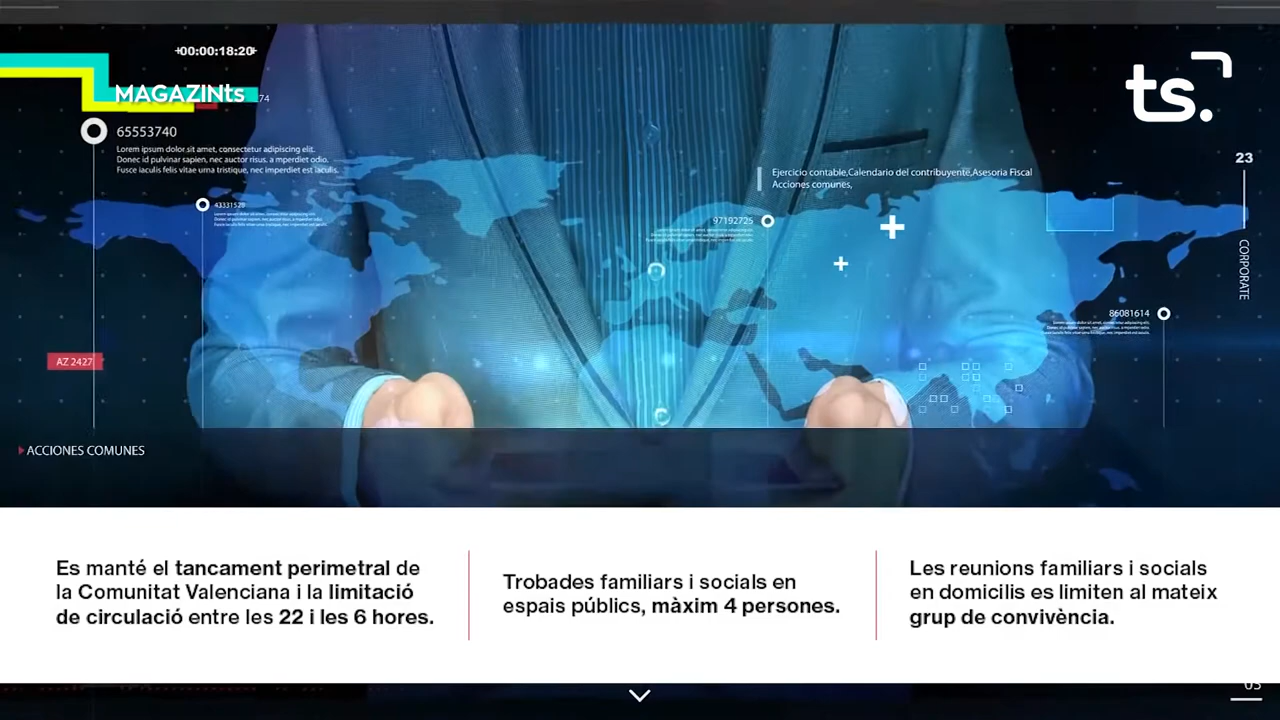 00:00:18:20
MAGAZINts
74
ts.
65553740
Lorem ipsum dolor sit amet, consectetur adipiscing elit.
Donec id pulvinar sapien, nec auctor risus. a mperdiet odio.
Fusce iaculis felis vitae urna tristique, nec imperdiet est iaculis.
23
Ejercicio contable,Calendario del contribuyente,Asesoria Fiscal
Acciones comunes,
43331529
97192725
CORPORATE
86081614
AZ 2427
ACCIONES COMUNES
Es manté el tancament perimetral de
la Comunitat Valenciana i la limitació
de circulació entre les 22 i les 6 hores.
Trobades familiars i socials en
espais públics, màxim 4 persones.
Les reunions familiars i socials
en domicilis es limiten al mateix
grup de convivència.